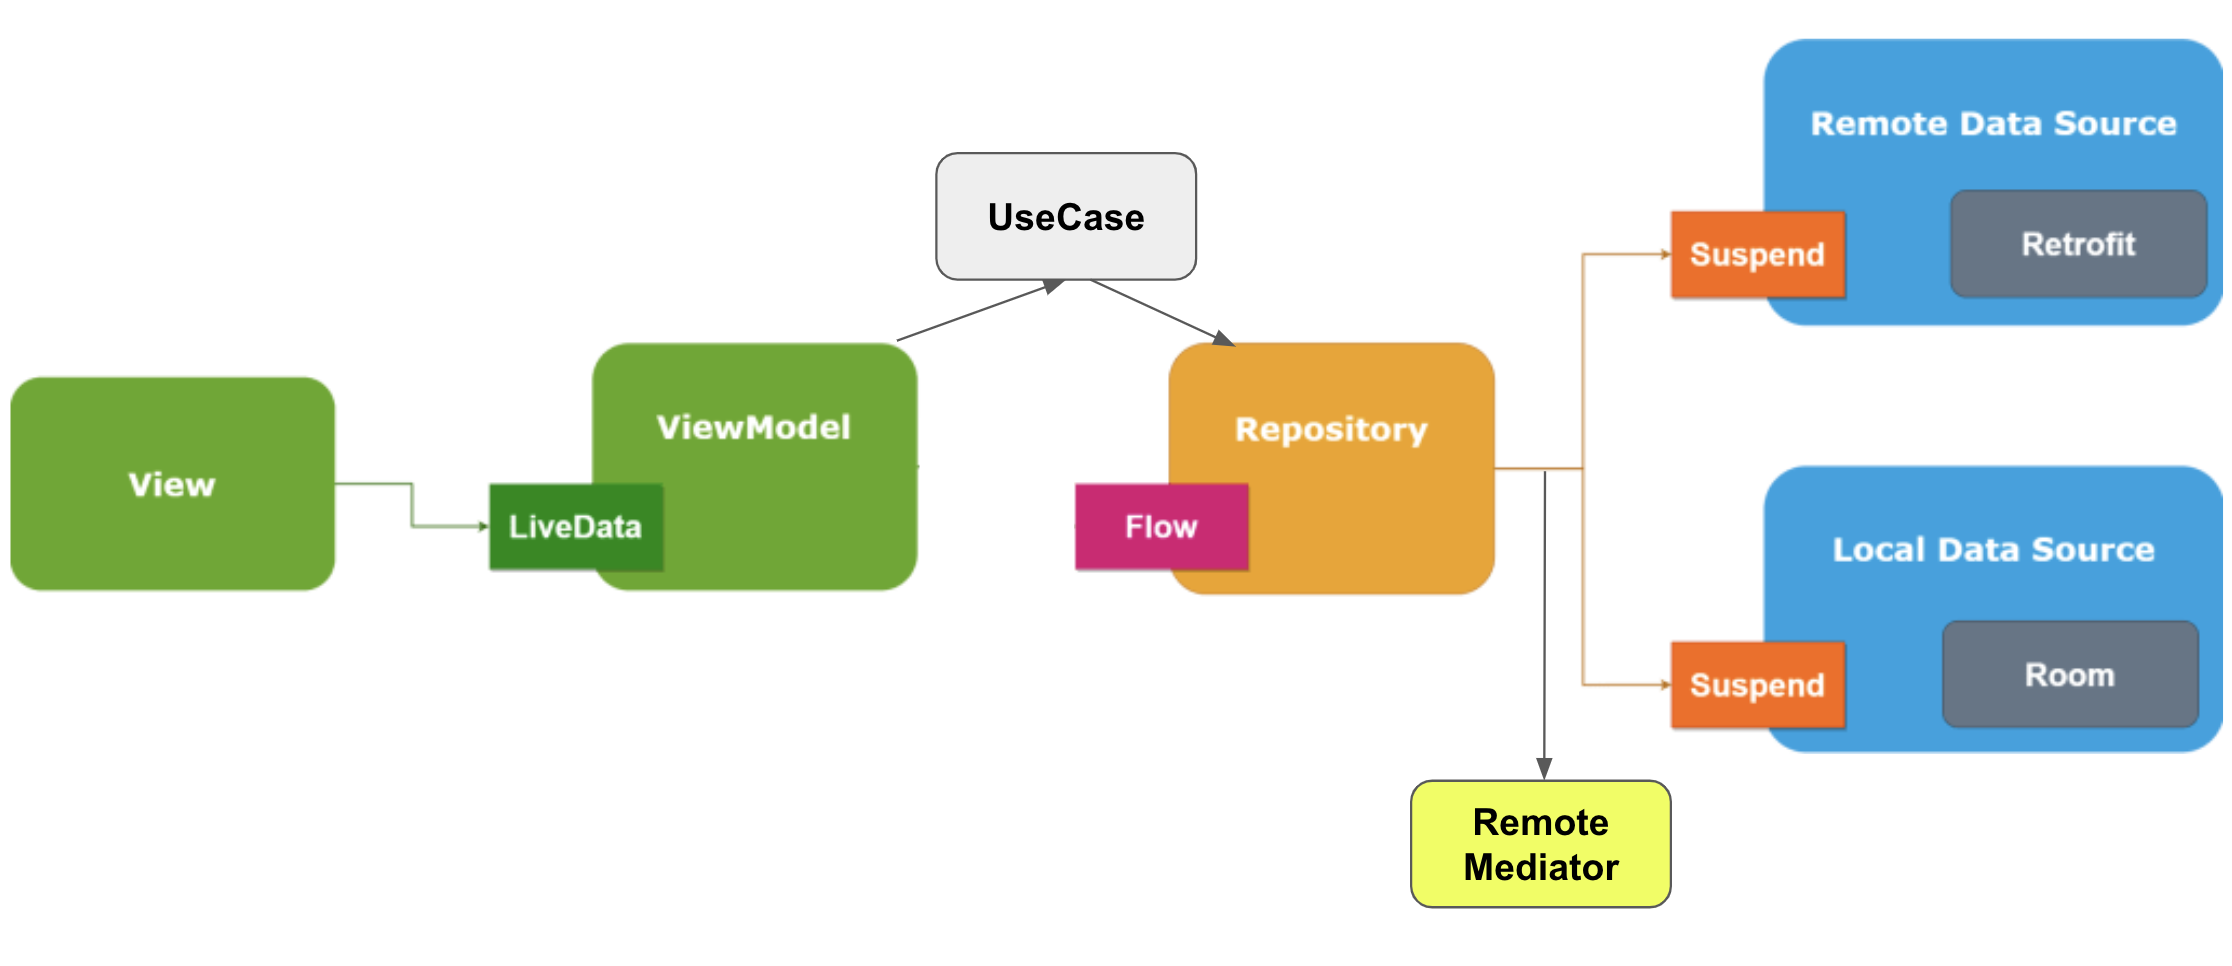 View
LiveData
ViewModel
UseCase
Flow
Repository
Remote Data Source
Suspend
Retrofit
Local Data Source
Suspend
Room
Remote
Mediator